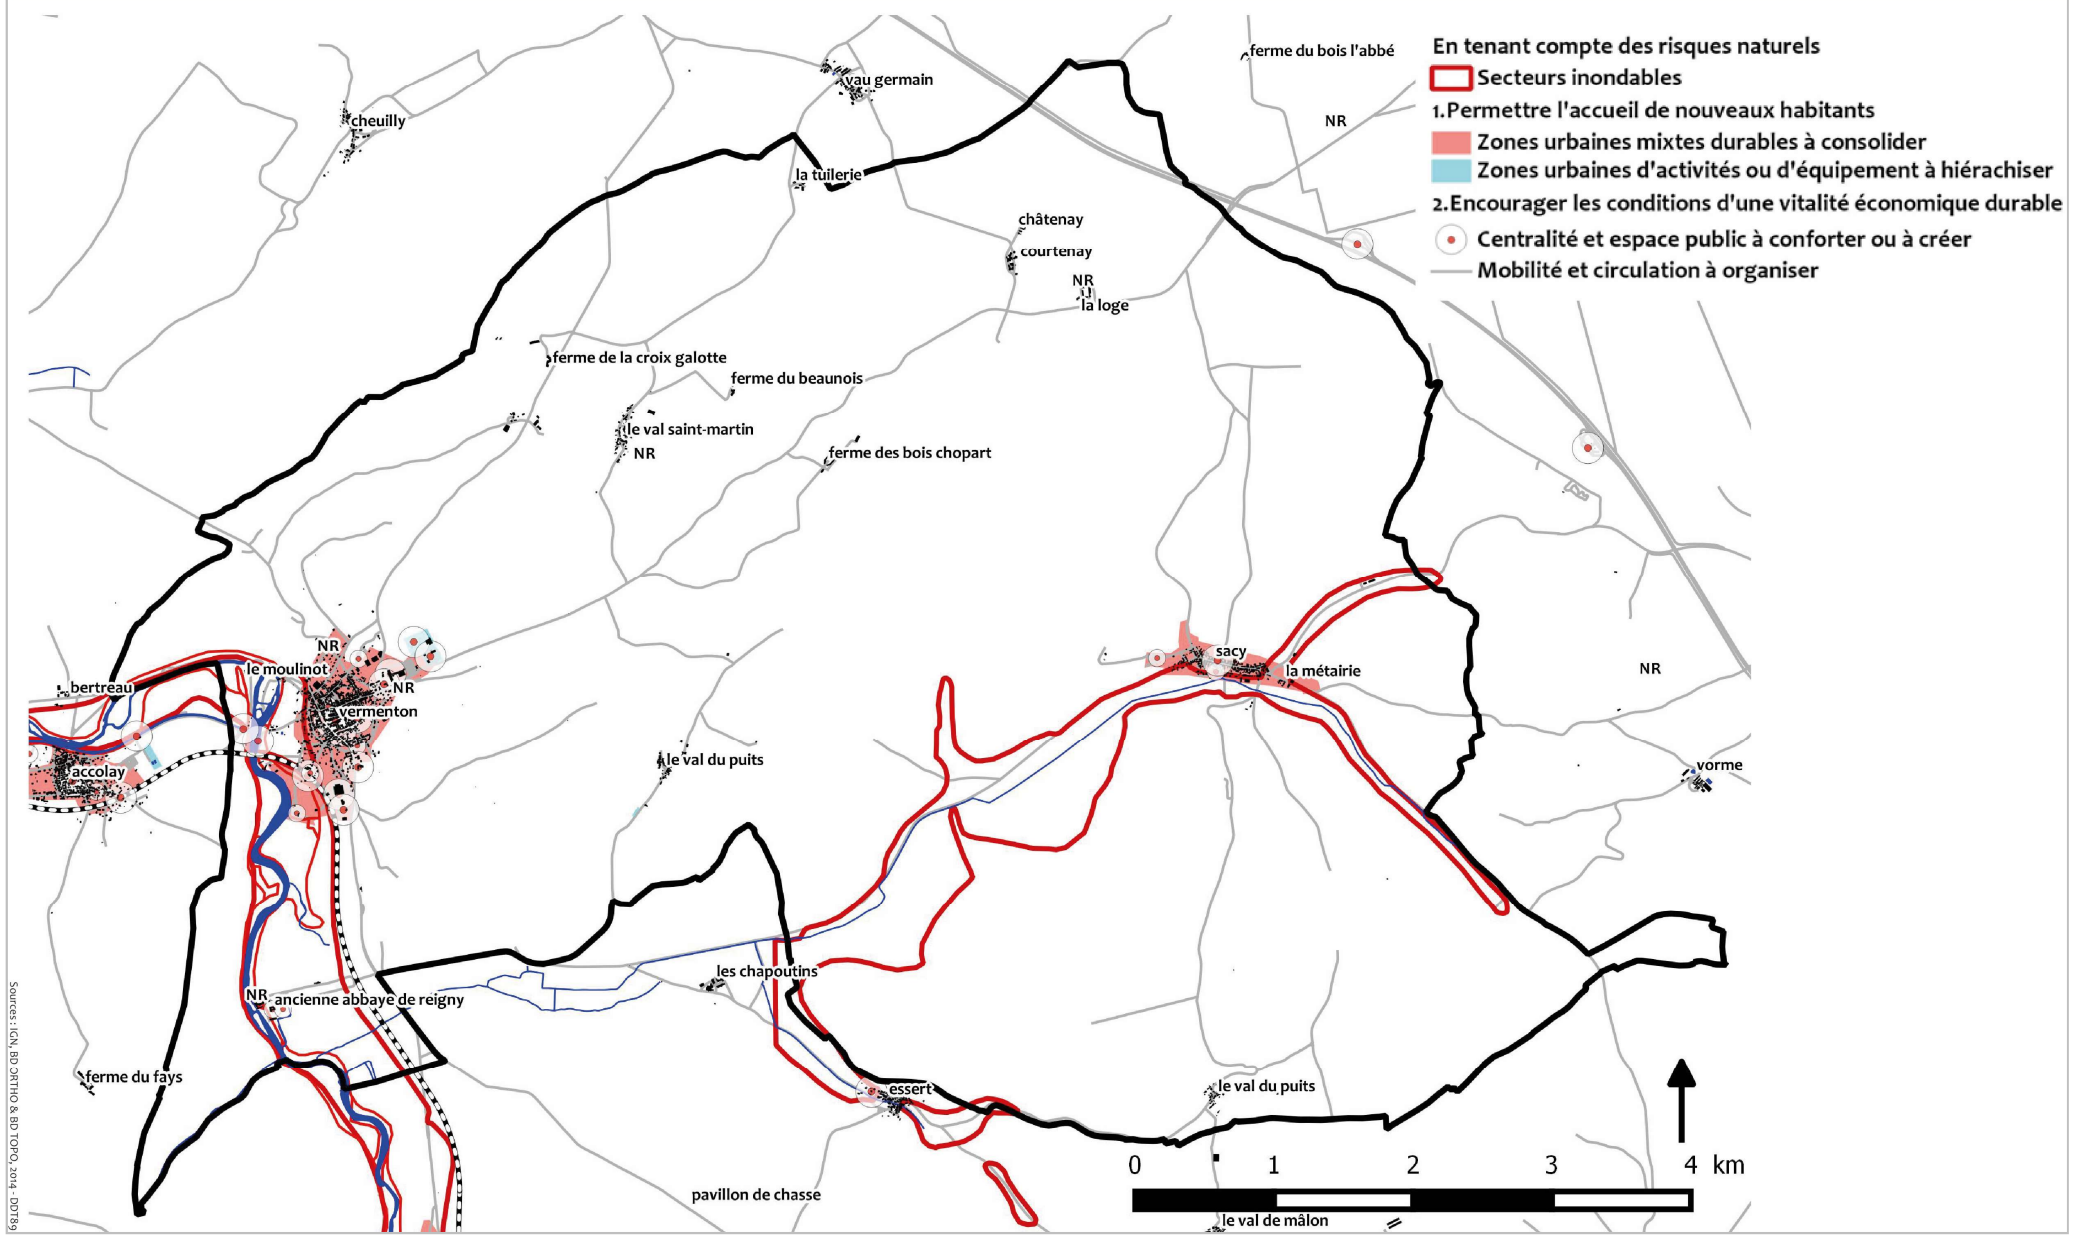 En tenant compte des risques naturels
Secteurs inondables
1.Permettre l'accueil de nouveaux habitants
Zones urbaines mixtes durables à consolider
Zones urbaines d'activités ou d'équipement à hiérachiser
2.Encourager les conditions d'une vitalité économique durable
Centralité et espace public à conforter ou à créer
Mobilité et circulation à organiser
ferme du bois l'abbé
vau germain
cheuilly
NR
la tuilerie
châtenay
courtenay
NR
la loge
ferme de la croix galotte
ferme du beaunois
le val saint-martin
NR
ferme des bois chopart
NR
le moulinot
sacy
la métairie
NR
bertreau
NR
vermenton
accolay
le val du puits
vorme
les chapoutins
NR
ancienne abbaye de reigny
ferme du fays
essert
le val du puits
pavillon de chasse
le val de mâlon
0 1 2 3 4 km
Sources : IGN, BD ORTHO & BD TOPO, 2014 - DDT89